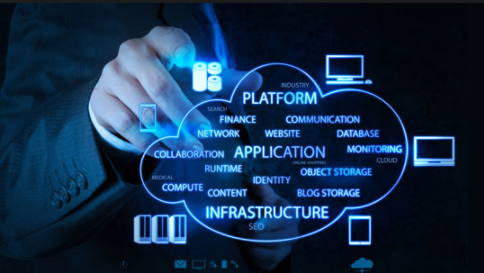 INDUSTRY
PLATFORM
SEARCH
FINANCE COMMUNICATION
NETWORK WEBSITE DATABASE
COLLABORATION APPLICATION MONITORING
ONLINE SHOPPING CLOUD
RUNTIME OBJECT STORAGE
MEDICAL IDENTITY
COMPUTE CONTENT BLOG STORAGE
INFRASTRUCTURE
SEO